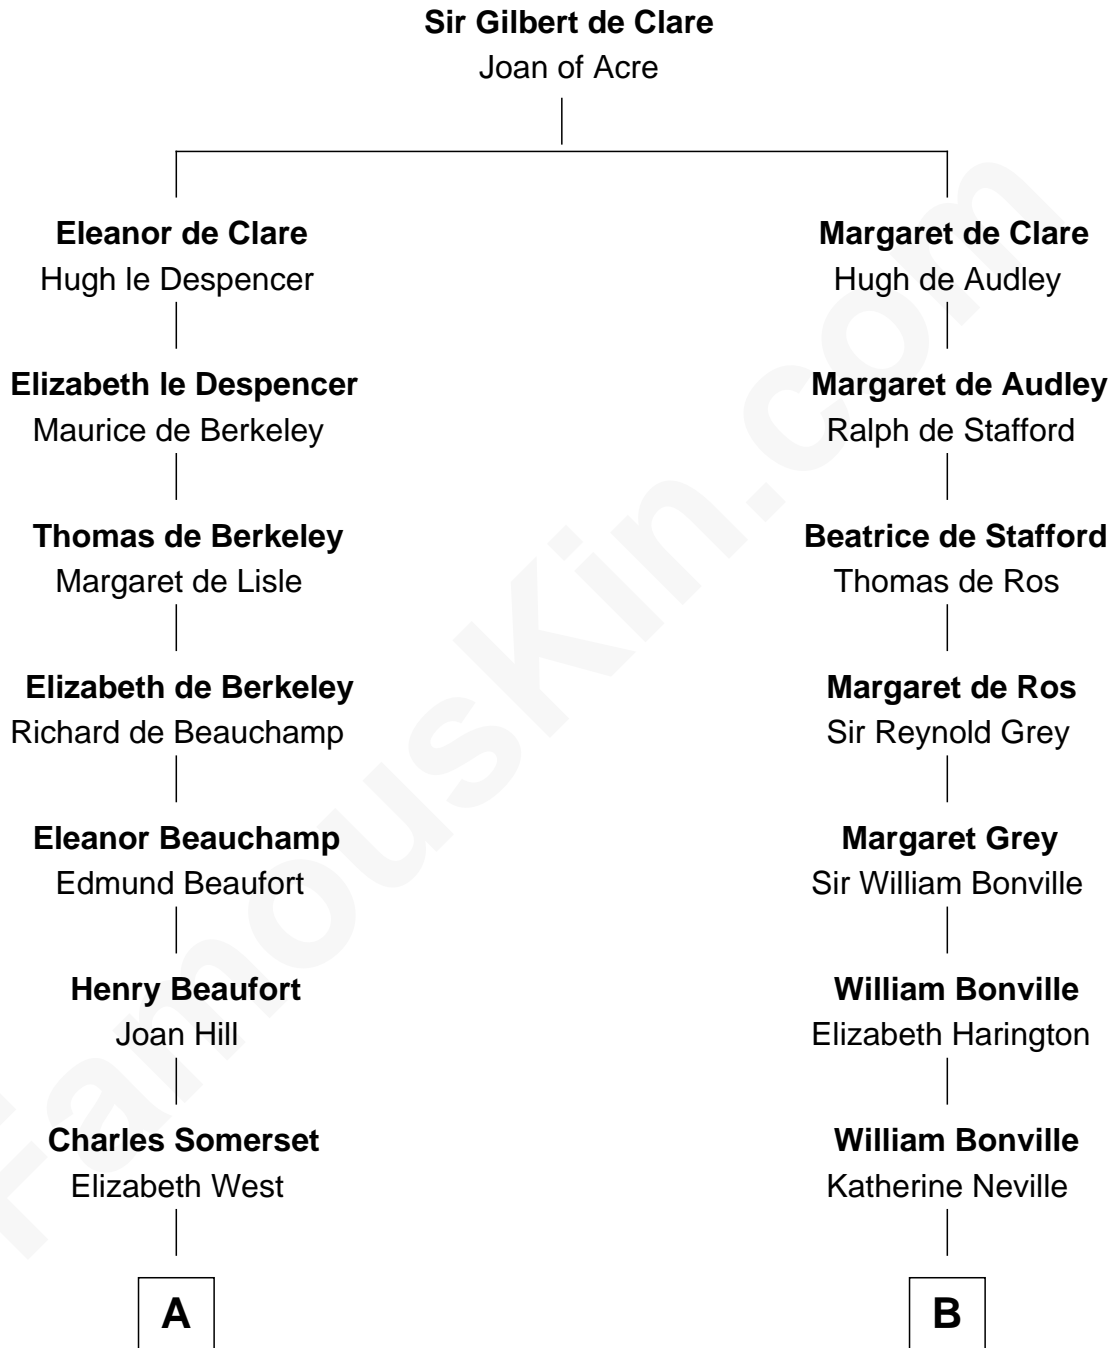 Sir Gilbert de Clare
Joan of Acre
Eleanor de Clare
Hugh le Despencer
Margaret de Clare
Hugh de Audley
Elizabeth le Despencer
Maurice de Berkeley
Margaret de Audley
Ralph de Stafford
Thomas de Berkeley
Margaret de Lisle
Beatrice de Stafford
Thomas de Ros
Elizabeth de Berkeley
Richard de Beauchamp
Margaret de Ros
Sir Reynold Grey
Eleanor Beauchamp
Edmund Beaufort
Margaret Grey
Sir William Bonville
Henry Beaufort
Joan Hill
William Bonville
Elizabeth Harington
Charles Somerset
Elizabeth West
William Bonville
Katherine Neville
A
B
FamousKin.com